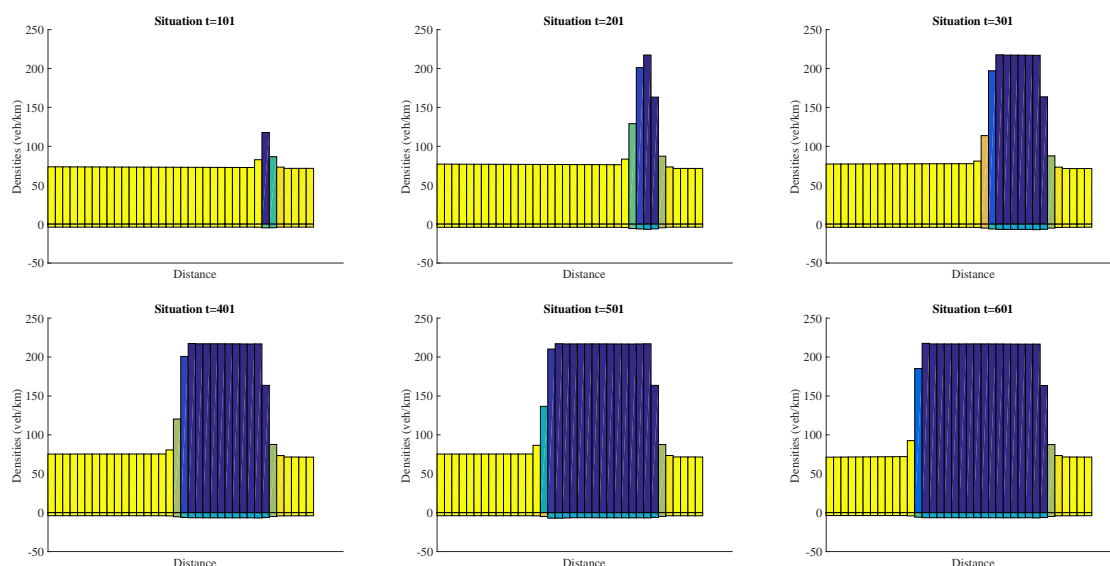 Situation t=101
250
200
150
100
50
0
-50
Densities (veh/km)
Distance
Situation t=201
250
200
150
100
50
0
-50
Densities (veh/km)
Distance
Situation t=301
250
200
150
100
50
0
-50
Densities (veh/km)
Distance
Situation t=401
250
200
150
100
50
0
-50
Densities (veh/km)
Distance
Situation t=501
250
200
150
100
50
0
-50
Densities (veh/km)
Distance
Situation t=601
250
200
150
100
50
0
-50
Densities (veh/km)
Distance